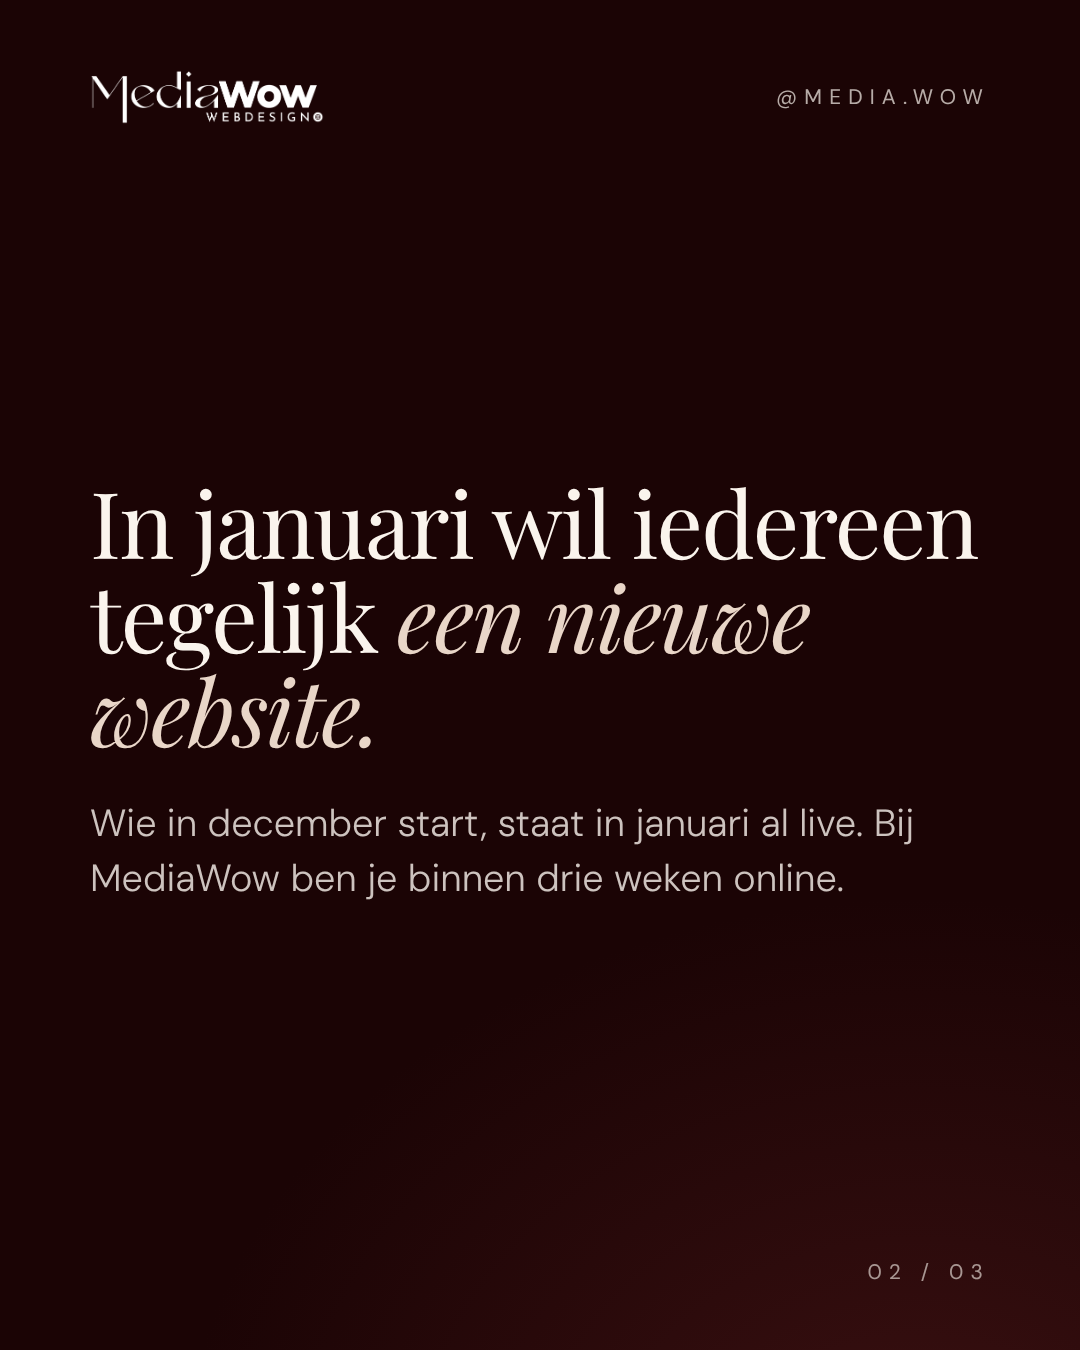 MediaWow
WEBDESIGN
@MEDIA.WOW
In januari wil iedereen
tegelijk een nieuwe
website.
Wie in december start, staat in januari al live. Bij
MediaWow ben je binnen drie weken online.
02 / 03